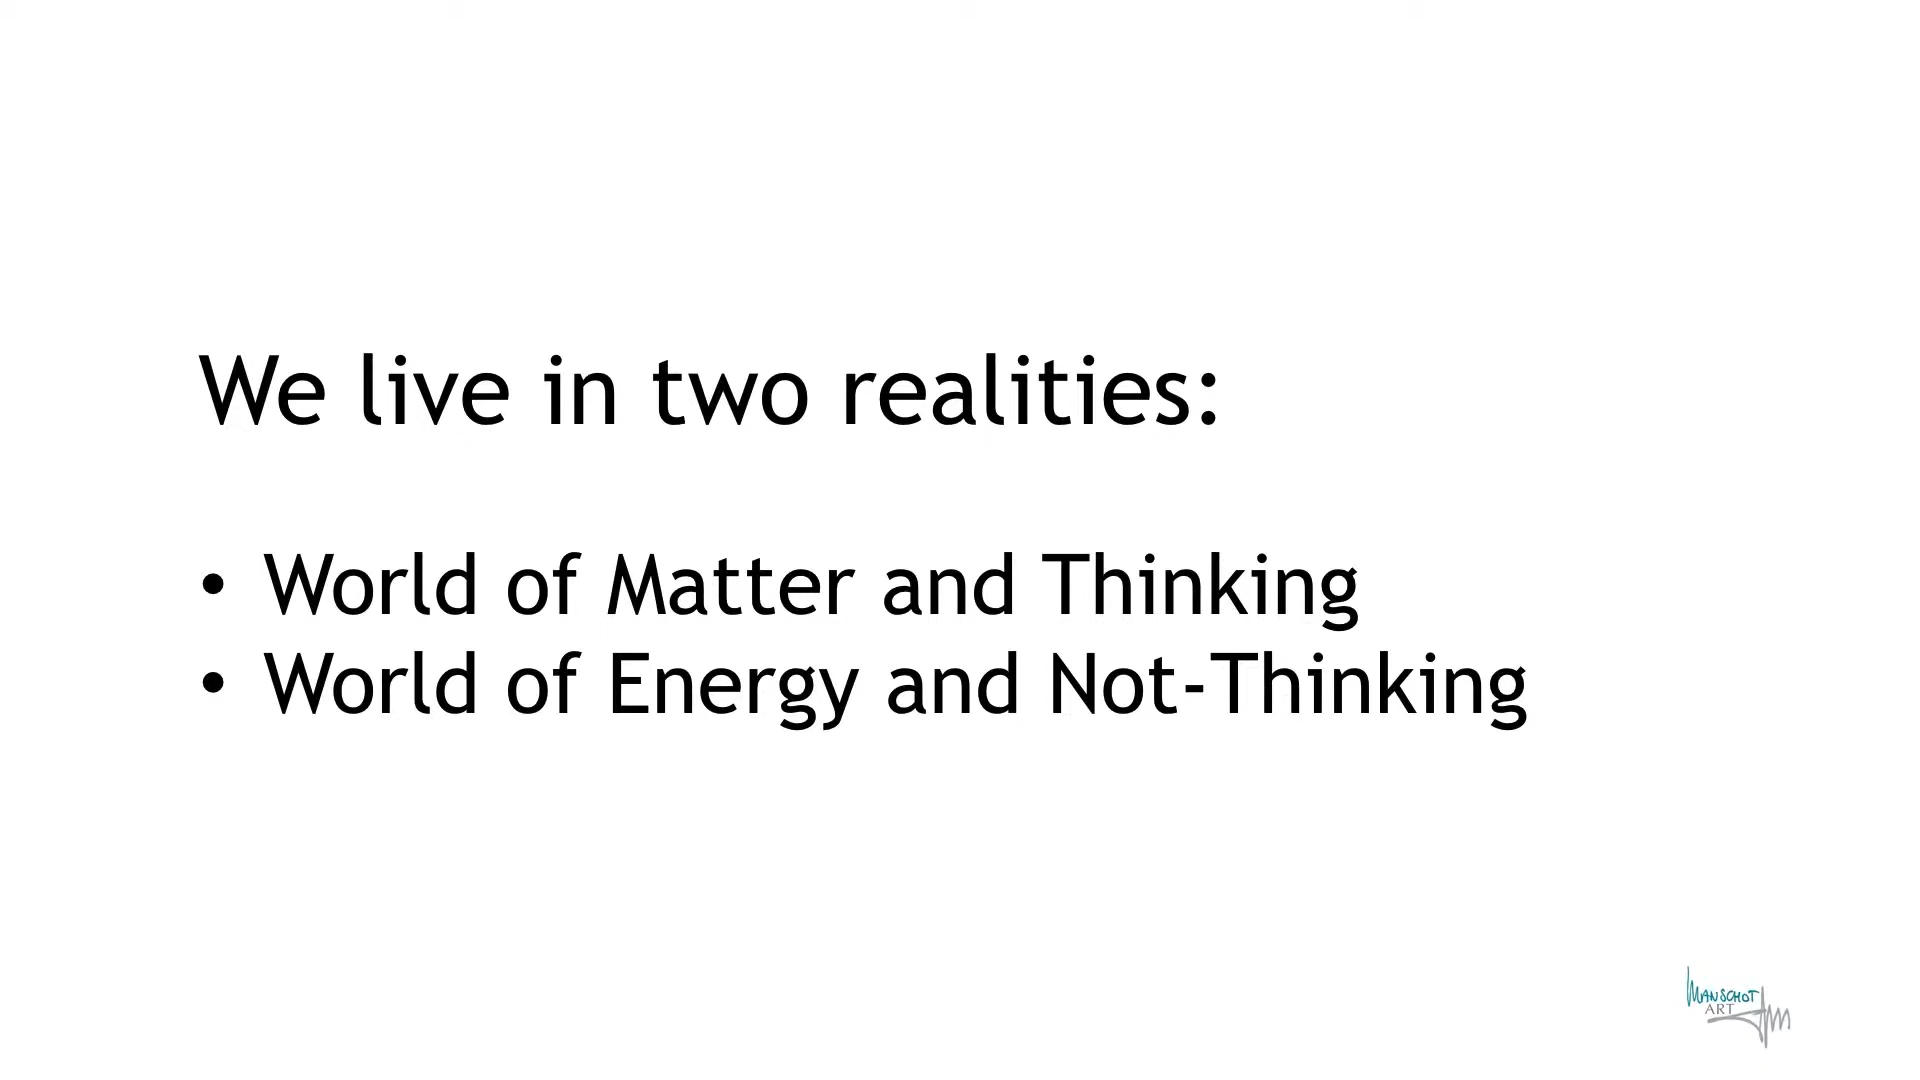 We live in two realities:
• World of Matter and Thinking
• World of Energy and Not-Thinking
MANSCHOT
ART